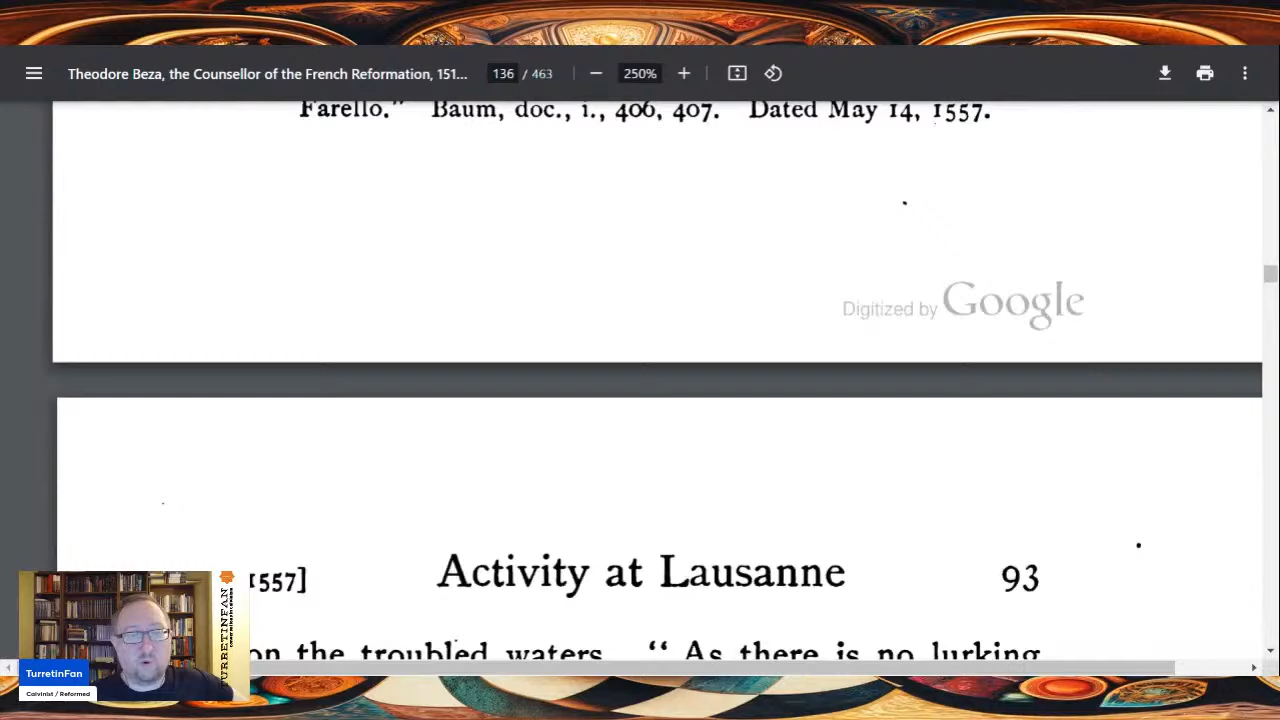 Theodore Beza, the Counsellor of the French Reformation, 151...
136 / 463
250%
Farello." Baum, doc., i., 406, 407. Dated May 14, 1557.
Digitized by Google
557] Activity at Lausanne 93
on the troubled waters. “ As there is no lurking
TURRETINFAN
TurretinFan
Calvinist / Reformed